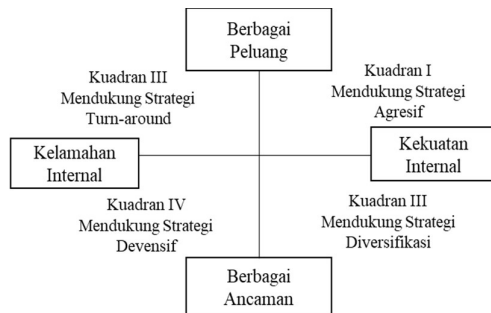 Berbagai
Peluang
Kuadran III
Mendukung Strategi
Turn-around
Kuadran I
Mendukung Strategi
Agresif
Kelamahan
Internal
Kekuatan
Internal
Kuadran IV
Mendukung Strategi
Devensif
Kuadran III
Mendukung Strategi
Diversifikasi
Berbagai
Ancaman